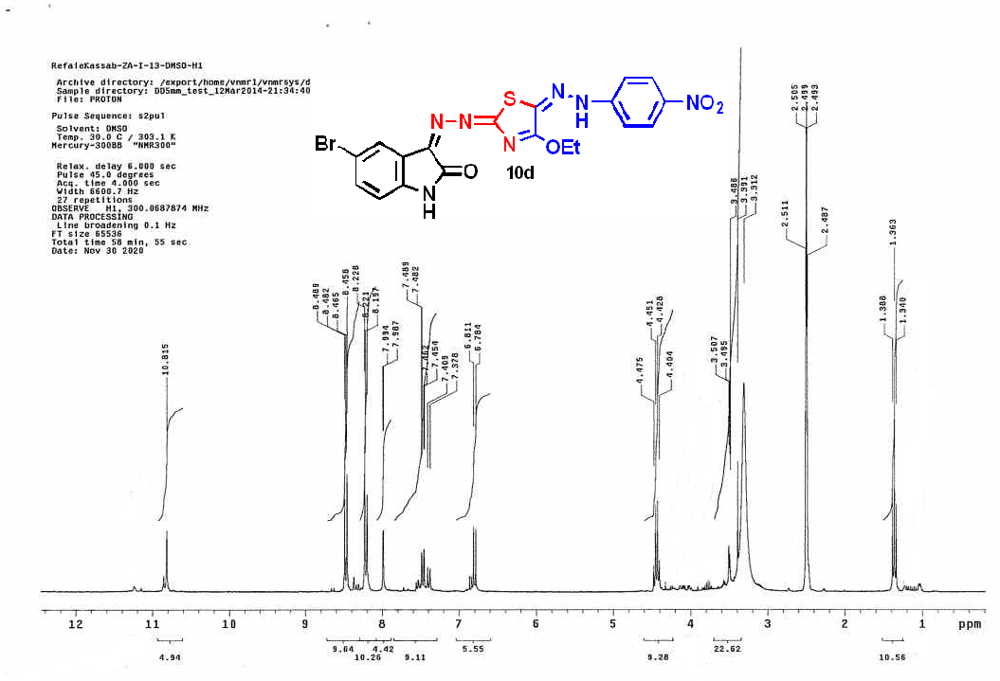 RefaieKassab-ZA-I-13-DMSO-H1
Archive directory: /export/home/vnmr1/vnmrsys/d
Sample directory: DD5mm_test_12Mar2014-21:34:40
File: PROTON
Pulse Sequence: s2pul
Solvent: DMSO
Temp. 30.0 C / 303.1 K
Mercury-300BB "NMR300"
Relax. delay 6.000 sec
Pulse 45.0 degrees
Acq. time 4.000 sec
Width 6600.7 Hz
27 repetitions
OBSERVE H1, 300.0687874 MHz
DATA PROCESSING
Line broadening 0.1 Hz
FT size 65536
Total time 58 min, 55 sec
Date: Nov 30 2020
Br
N
N
S
N
OEt
N
N
H
NO2
O
N
H
10d
10.815
8.489
8.482
8.465
8.458
8.228
8.221
8.197
7.994
7.987
7.489
7.482
7.462
7.454
7.409
7.378
6.811
6.784
4.475
4.451
4.428
4.404
3.507
3.495
3.486
3.391
3.312
2.511
2.505
2.499
2.493
2.487
1.388
1.363
1.340
12 11 10 9 8 7 6 5 4 3 2 1 ppm
4.94
9.64
10.26
4.42
9.11
5.55
9.28
22.62
10.56